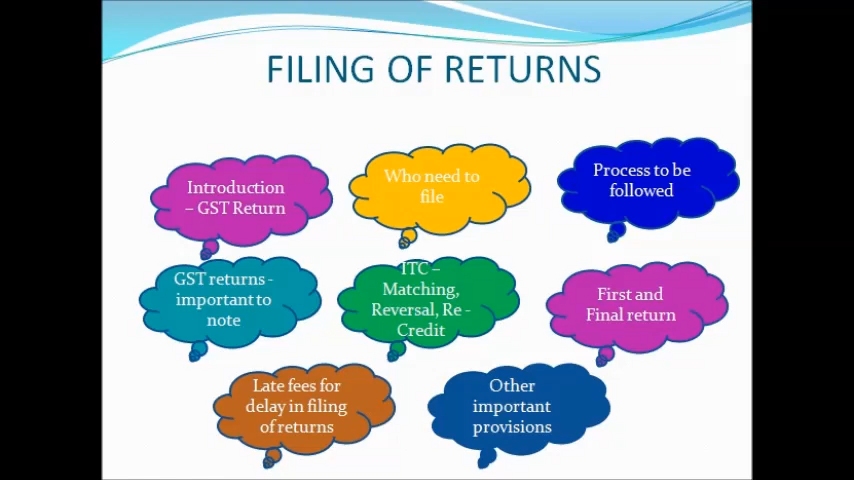 FILING OF RETURNS
Introduction
– GST Return
Who need to
file
Process to be
followed
GST returns -
important to
note
ITC –
Matching,
Reversal, Re -
Credit
First and
Final return
Late fees for
delay in filing
of returns
Other
important
provisions